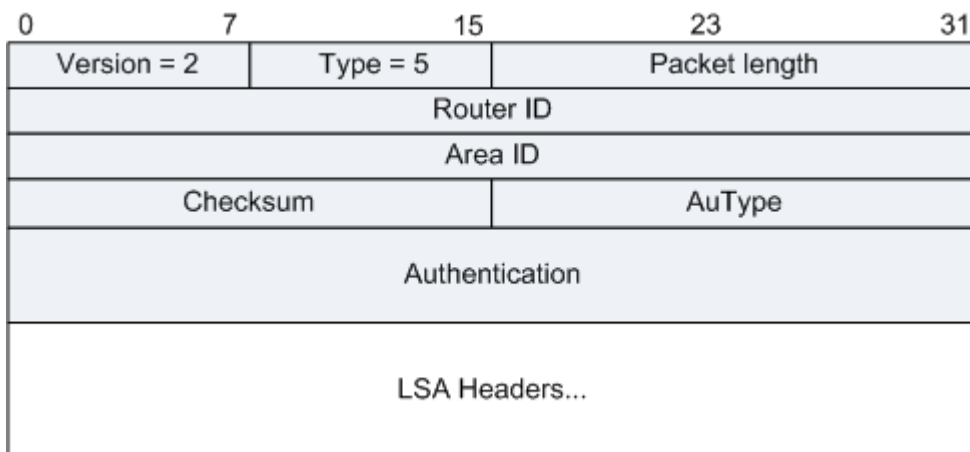 0 7 15 23 31
Version = 2 Type = 5 Packet length
Router ID
Area ID
Checksum AuType
Authentication
LSA Headers...